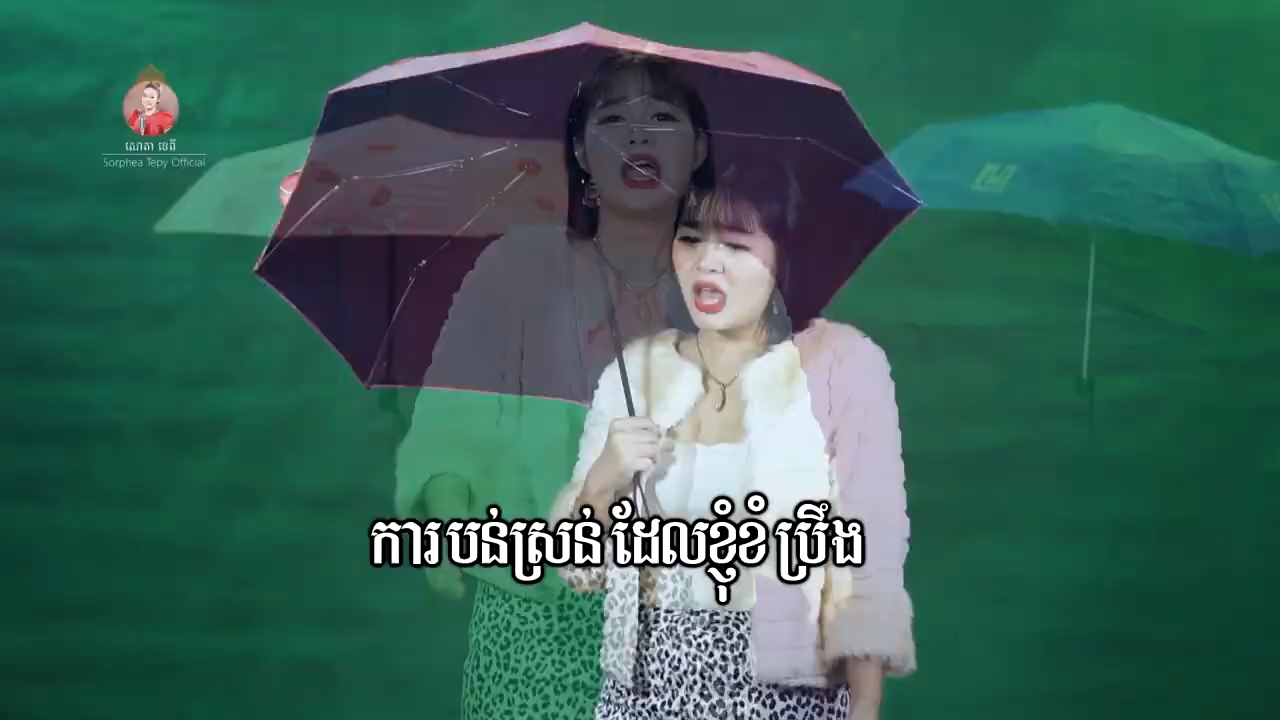 សោភា ទេពី
Sorphea Tepy Official
ការ បន់ស្រន់ ដែលខ្ញុំខំ ប្រឹង